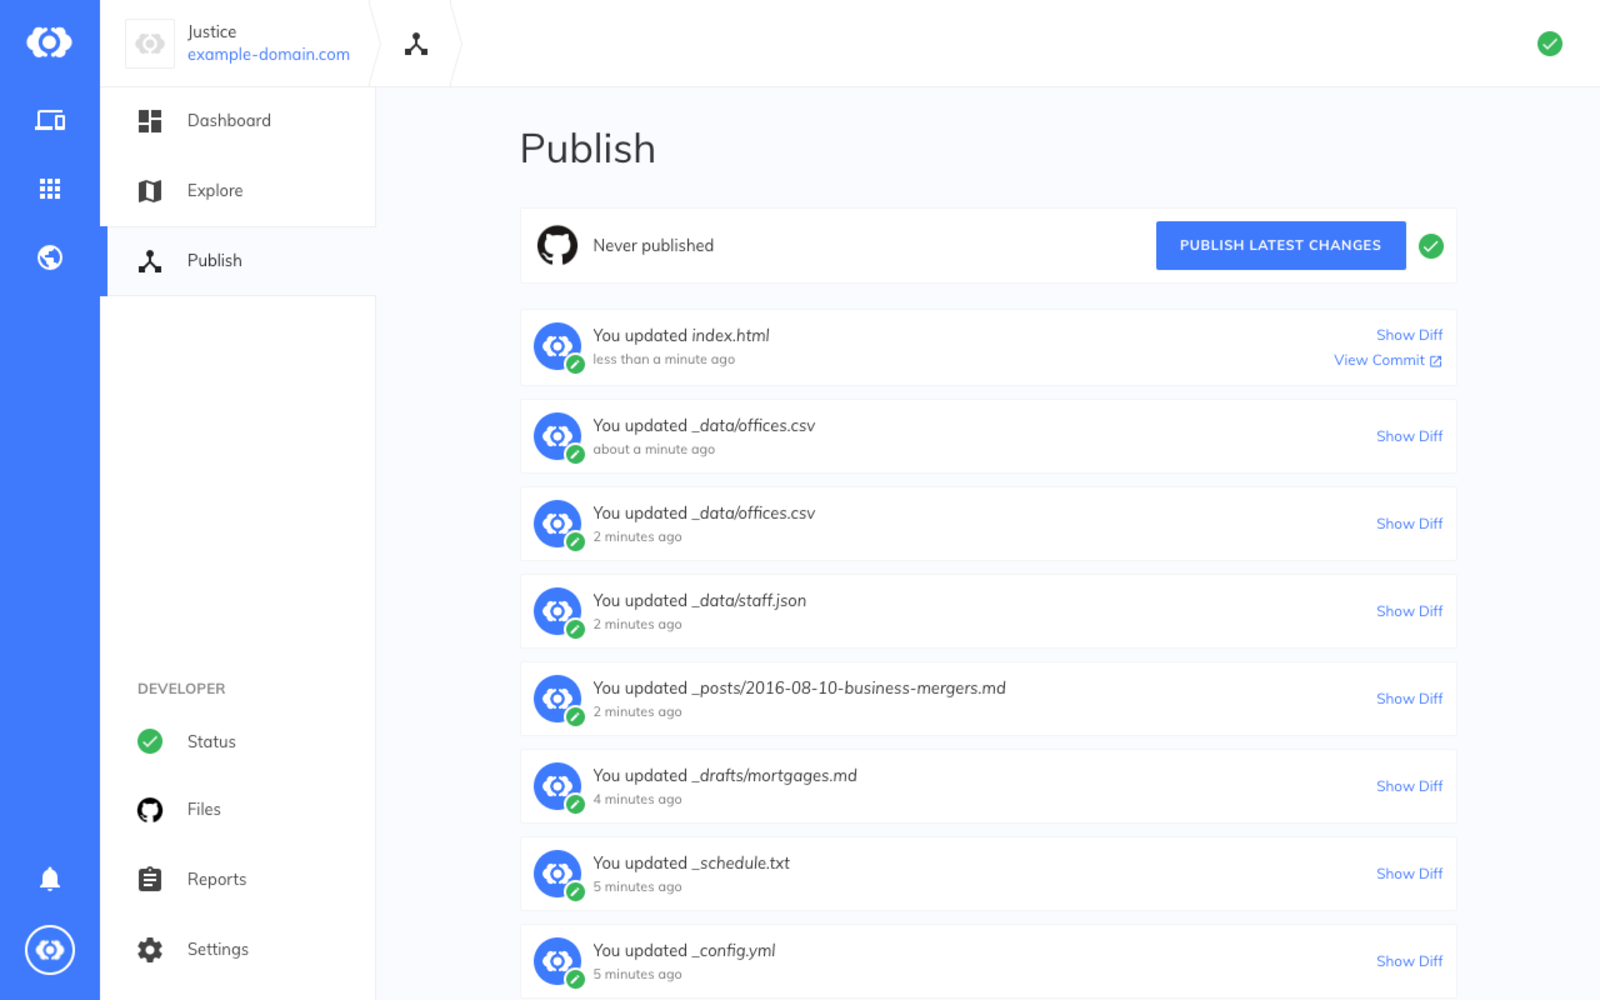 Justice
example-domain.com
Dashboard
Explore
Publish
DEVELOPER
Status
Files
Reports
Settings
Publish
Never published
PUBLISH LATEST CHANGES
You updated index.html
less than a minute ago
Show Diff
View Commit
You updated _data/offices.csv
about a minute ago
Show Diff
You updated _data/offices.csv
2 minutes ago
Show Diff
You updated _data/staff.json
2 minutes ago
Show Diff
You updated _posts/2016-08-10-business-mergers.md
2 minutes ago
Show Diff
You updated _drafts/mortgages.md
4 minutes ago
Show Diff
You updated _schedule.txt
5 minutes ago
Show Diff
You updated _config.yml
5 minutes ago
Show Diff